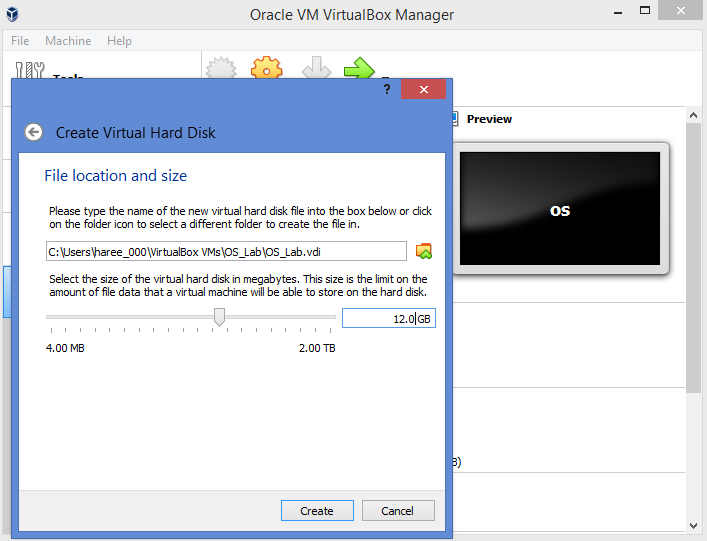 Oracle VM VirtualBox Manager
File Machine Help
?
Create Virtual Hard Disk
Preview
File location and size
Please type the name of the new virtual hard disk file into the box below or click
on the folder icon to select a different folder to create the file in.
OS
C:\Users\haree_000\VirtualBox VMs\OS_Lab\OS_Lab.vdi
Select the size of the virtual hard disk in megabytes. This size is the limit on the
amount of file data that a virtual machine will be able to store on the hard disk.
12.0 GB
4.00 MB 2.00 TB
B)
Create Cancel